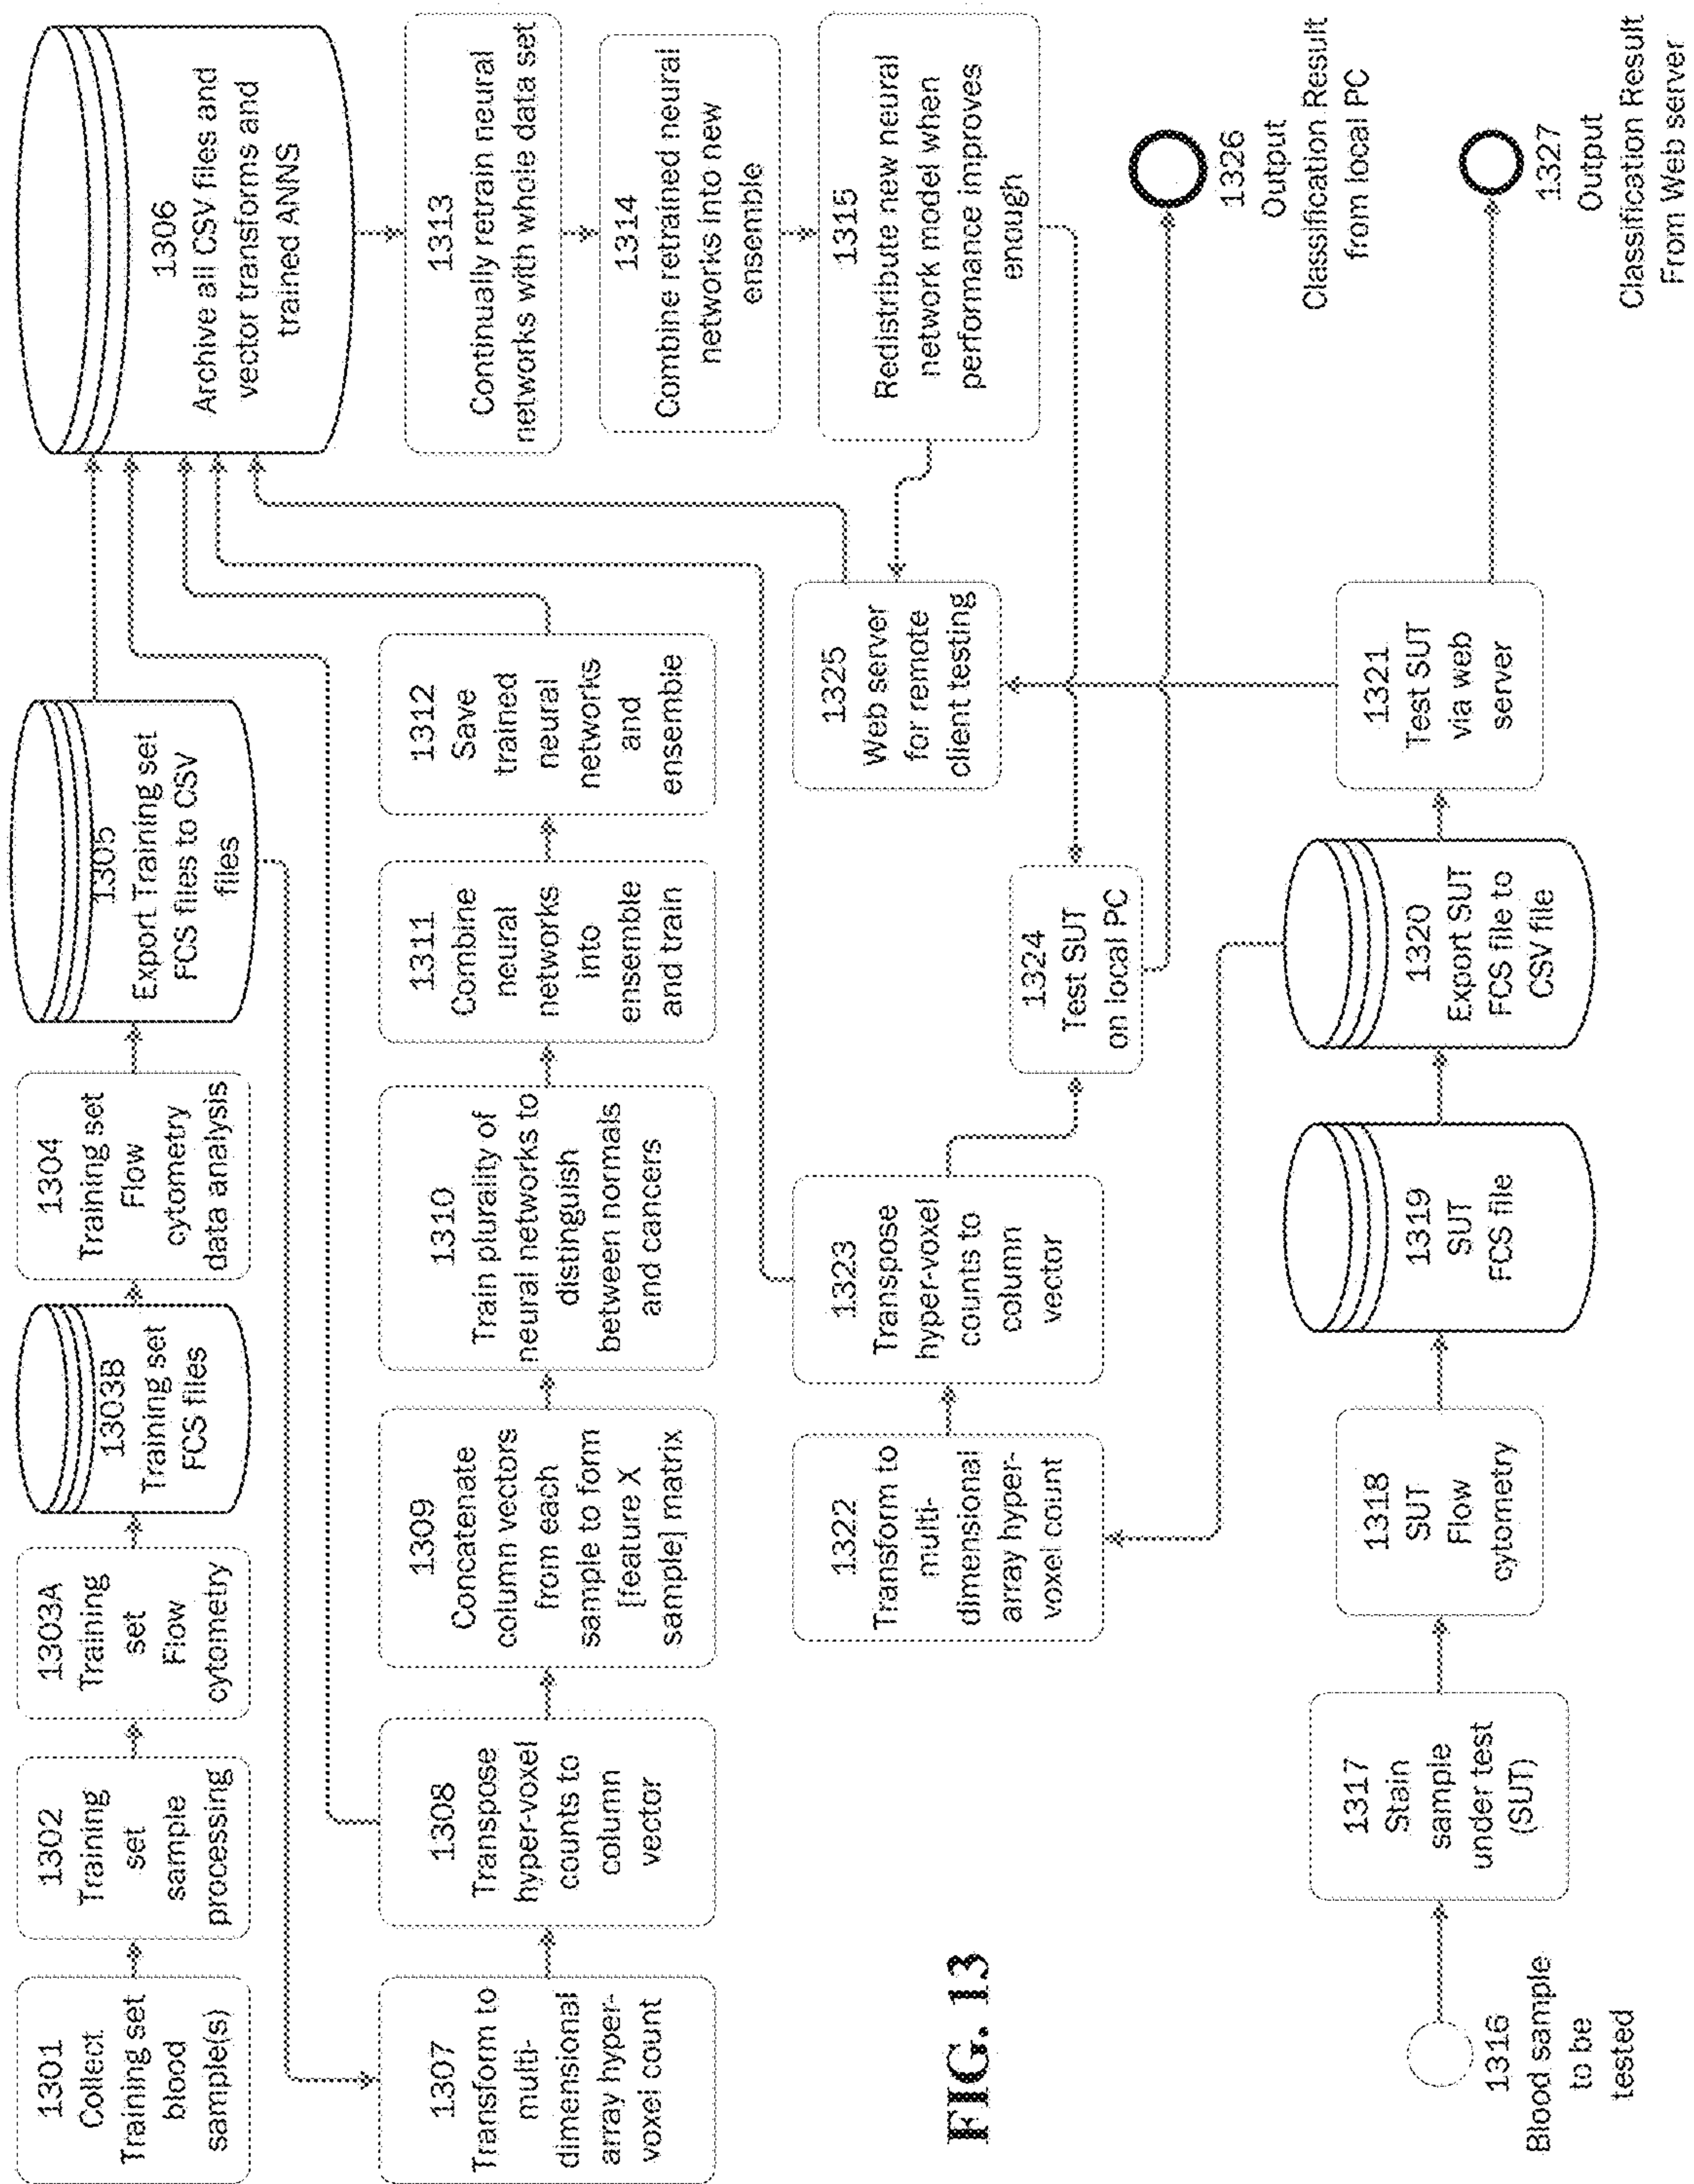 1301
Collect
Training set
blood
sample(s)
1302
Training
set
sample
processing
1303A
Training
set
Flow
cytometry
1303B
Training set
FCS files
1304
Training set
Flow
cytometry
data analysis
1305
Export Training set
FCS files to CSV
files
1306
Archive all CSV files and
vector transforms and
trained ANNS
1307
Transform to
multi-
dimensional
array hyper-
voxel count
1308
Transpose
hyper-voxel
counts to
column
vector
1309
Concatenate
column vectors
from each
sample to form
[feature X
sample] matrix
1310
Train plurality of
neural networks to
distinguish
between normals
and cancers
1311
Combine
neural
networks
into
ensemble
and train
1312
Save
trained
neural
networks
and
ensemble
1313
Continually retrain neural
networks with whole data set
1314
Combine retrained neural
networks into new
ensemble
1315
Redistribute new neural
network model when
performance improves
enough
1322
Transform to
multi-
dimensional
array hyper-
voxel count
1323
Transpose
hyper-voxel
counts to
column
vector
1324
Test SUT
on local PC
1325
Web server
for remote
client testing
1326
Output
Classification Result
from local PC
FIG. 13
1316
Blood sample
to be
tested
1317
Stain
sample
under test
(SUT)
1318
SUT
Flow
cytometry
1319
SUT
FCS file
1320
Export SUT
FCS file to
CSV file
1321
Test SUT
via web
server
1327
Output
Classification Result
From Web server